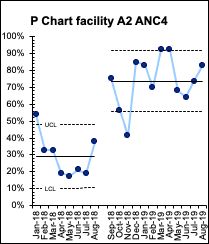 P Chart facility A2 ANC4
100%
90%
80%
70%
60%
50%
40%
30%
20%
10%
0%
UCL
LCL
Jan-18
Feb-18
Mar-18
Apr-18
May-18
Jun-18
Jul-18
Aug-18
Sep-18
Oct-18
Nov-18
Dec-18
Jan-19
Feb-19
Mar-19
Apr-19
May-19
Jun-19
Jul-19
Aug-19